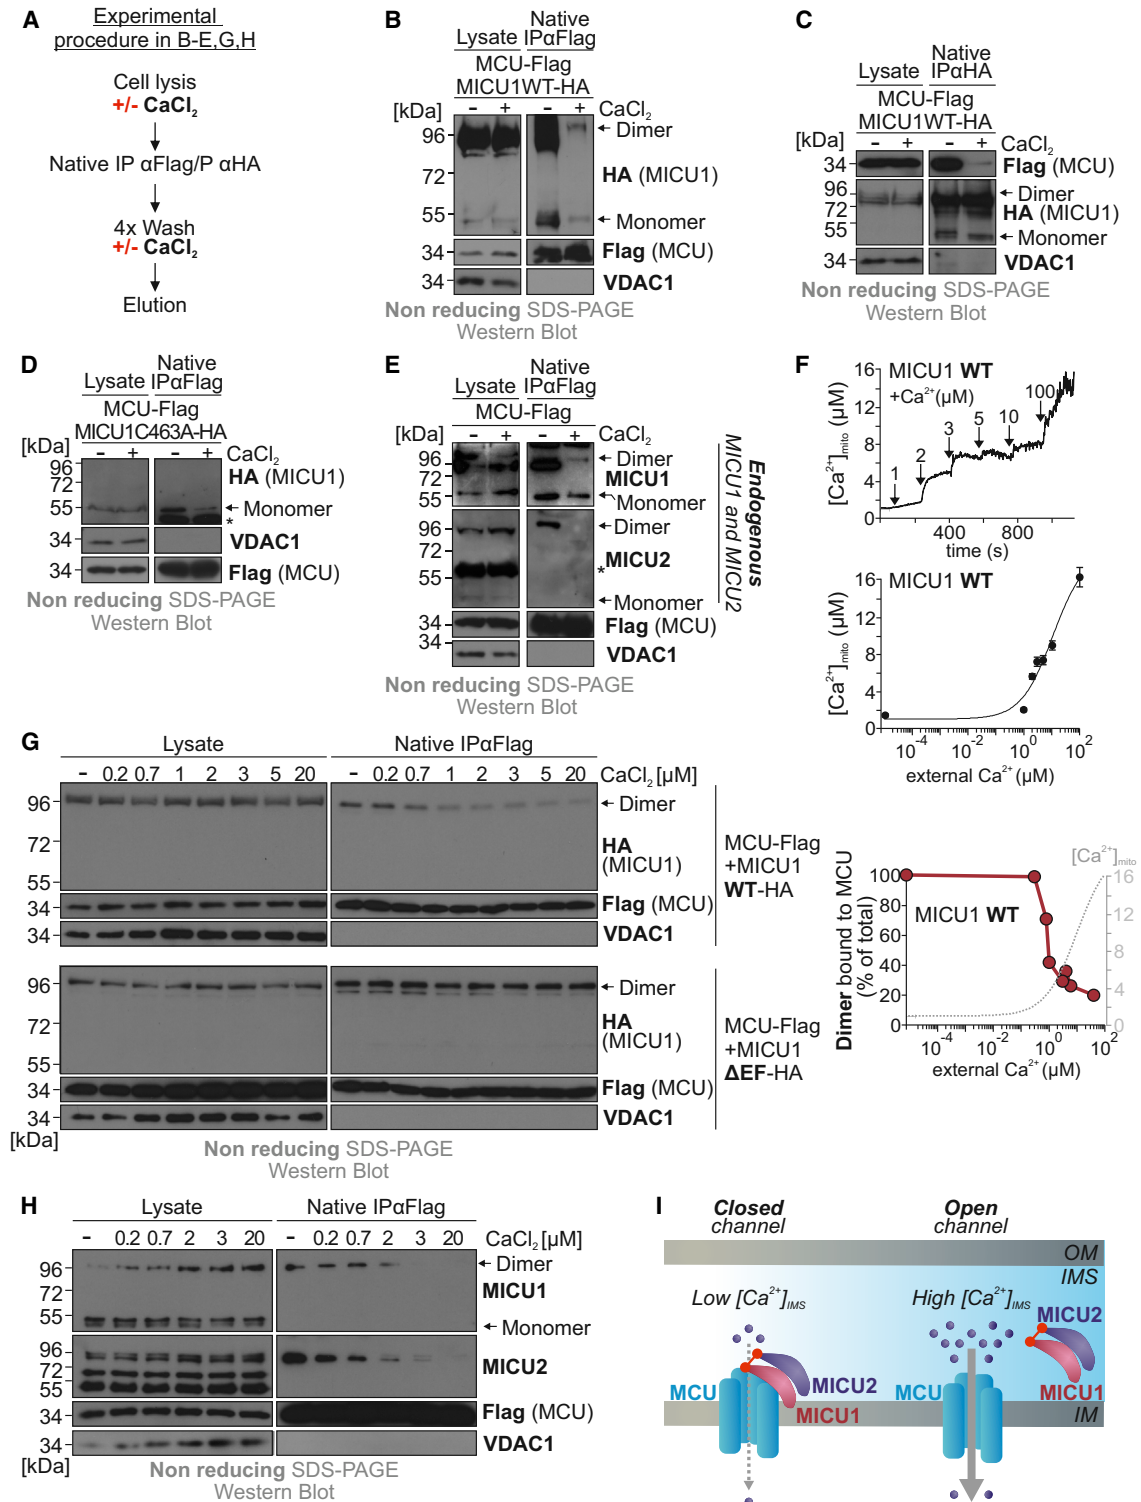 A
Experimental
procedure in B-E,G,H
Cell lysis
+/- CaCl2
Native IP αFlag/P αHA
4x Wash
+/- CaCl2
Elution
B
Native
Lysate IPαFlag
MCU-Flag
MICU1WT-HA
[kDa] - + - + CaCl2
96 Dimer
HA (MICU1)
72
55 Monomer
34 Flag (MCU)
34 VDAC1
Non reducing SDS-PAGE
Western Blot
C
Native
Lysate IPαHA
MCU-Flag
MICU1WT-HA
[kDa] - + - + CaCl2
34 Flag (MCU)
96 Dimer
72 HA (MICU1)
55 Monomer
34 VDAC1
Non reducing SDS-PAGE
Western Blot
D
Native
Lysate IPαFlag
MCU-Flag
MICU1C463A-HA
[kDa] - + - + CaCl2
96 HA (MICU1)
72
55 Monomer
*
34 VDAC1
34 Flag (MCU)
Non reducing SDS-PAGE
Western Blot
E
Native
Lysate IPαFlag
MCU-Flag
[kDa] - + - + CaCl2
96 Dimer
72 MICU1
55 Monomer
96 Dimer
72 MICU2
55 *
Monomer
34 Flag (MCU)
34 VDAC1
Endogenous
MICU1 and MICU2
Non reducing SDS-PAGE
Western Blot
F
MICU1 WT
+Ca2+(µM)
[Ca2+]mito (µM)
16
12
8
4
0
1 2 3 5 10 100
400 800
time (s)
MICU1 WT
[Ca2+]mito (µM)
16
12
8
4
0
10-4 10-2 100 102
external Ca2+ (µM)
G
Lysate Native IPαFlag
- 0.2 0.7 1 2 3 5 20 - 0.2 0.7 1 2 3 5 20 CaCl2 [µM]
96 Dimer
72 HA
(MICU1)
55
34 Flag (MCU)
34 VDAC1
MCU-Flag
+MICU1
WT-HA
96 Dimer
72 HA
(MICU1)
55
34 Flag (MCU)
34 VDAC1
[kDa]
MCU-Flag
+MICU1
ΔEF-HA
Non reducing SDS-PAGE
Western Blot
Dimer bound to MCU
(% of total)
100
80
60
40
20
0
MICU1 WT
[Ca2+]mito
16
12
8
4
0
10-4 10-2 100 102
external Ca2+ (µM)
H
Lysate Native IPαFlag
- 0.2 0.7 2 3 20 - 0.2 0.7 2 3 20 CaCl2 [µM]
96 Dimer
72 MICU1
55 Monomer
96
72 MICU2
55
34 Flag (MCU)
34 VDAC1
[kDa]
Non reducing SDS-PAGE
Western Blot
I
Closed
channel
Open
channel
OM
IMS
Low [Ca2+]IMS
High [Ca2+]IMS
MICU2
MCU
MICU2
MCU
MICU1
MICU1
IM